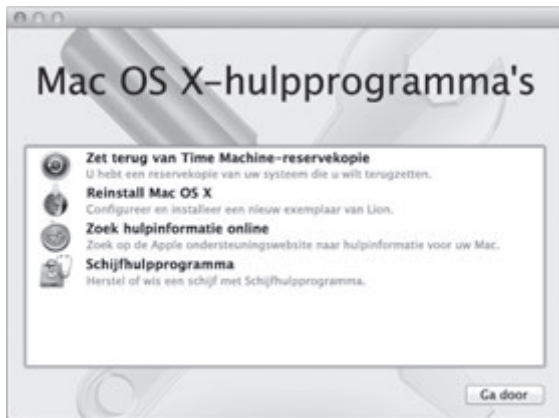 Mac OS X-hulpprogramma's
Zet terug van Time Machine-reservekopie
U hebt een reservekopie van uw systeem die u wilt terugzetten.
Reinstall Mac OS X
Configureer en installeer een nieuw exemplaar van Lion.
Zoek hulpinformatie online
Zoek op de Apple ondersteuningswebsite naar hulpinformatie voor uw Mac.
Schijfhulpprogramma
Herstel of wis een schijf met Schijfhulpprogramma.
Ga door